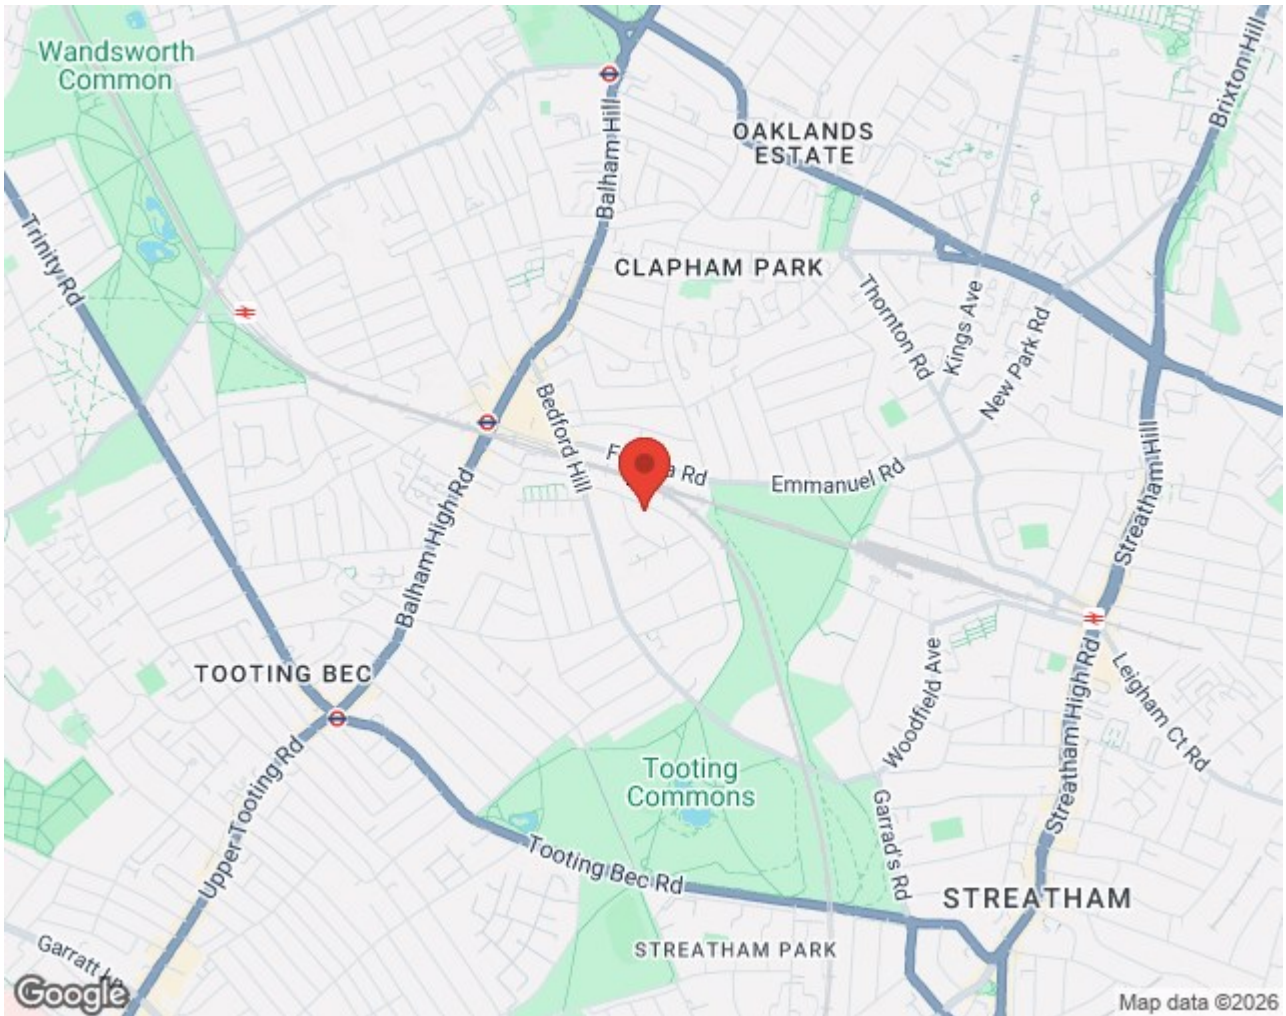 Wandsworth
Common
Balham Hill
OAKLANDS
ESTATE
Brixton Hill
Trinity Rd
CLAPHAM PARK
Thornton Rd
Kings Ave
New Park Rd
Bedford Hill
Rd
Emmanuel Rd
Balham High Rd
Streatham Hill
TOOTING BEC
Woodfield Ave
Streatham High Rd
Leigham Ct Rd
Upper Tooting Rd
Tooting
Commons
Garrad's Rd
Tooting Bec Rd
STREATHAM
STREATHAM PARK
Garratt
Google
Map data ©2026